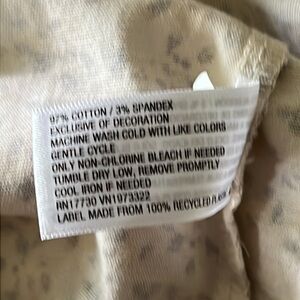 97% COTTON / 3% SPANDEX
EXCLUSIVE OF DECORATION
MACHINE WASH COLD WITH LIKE COLORS
GENTLE CYCLE
ONLY NON-CHLORINE BLEACH IF NEEDED
TUMBLE DRY LOW, REMOVE PROMPTLY
COOL IRON IF NEEDED
RN17730 VN1073322
LABEL MADE FROM 100% RECYCLED